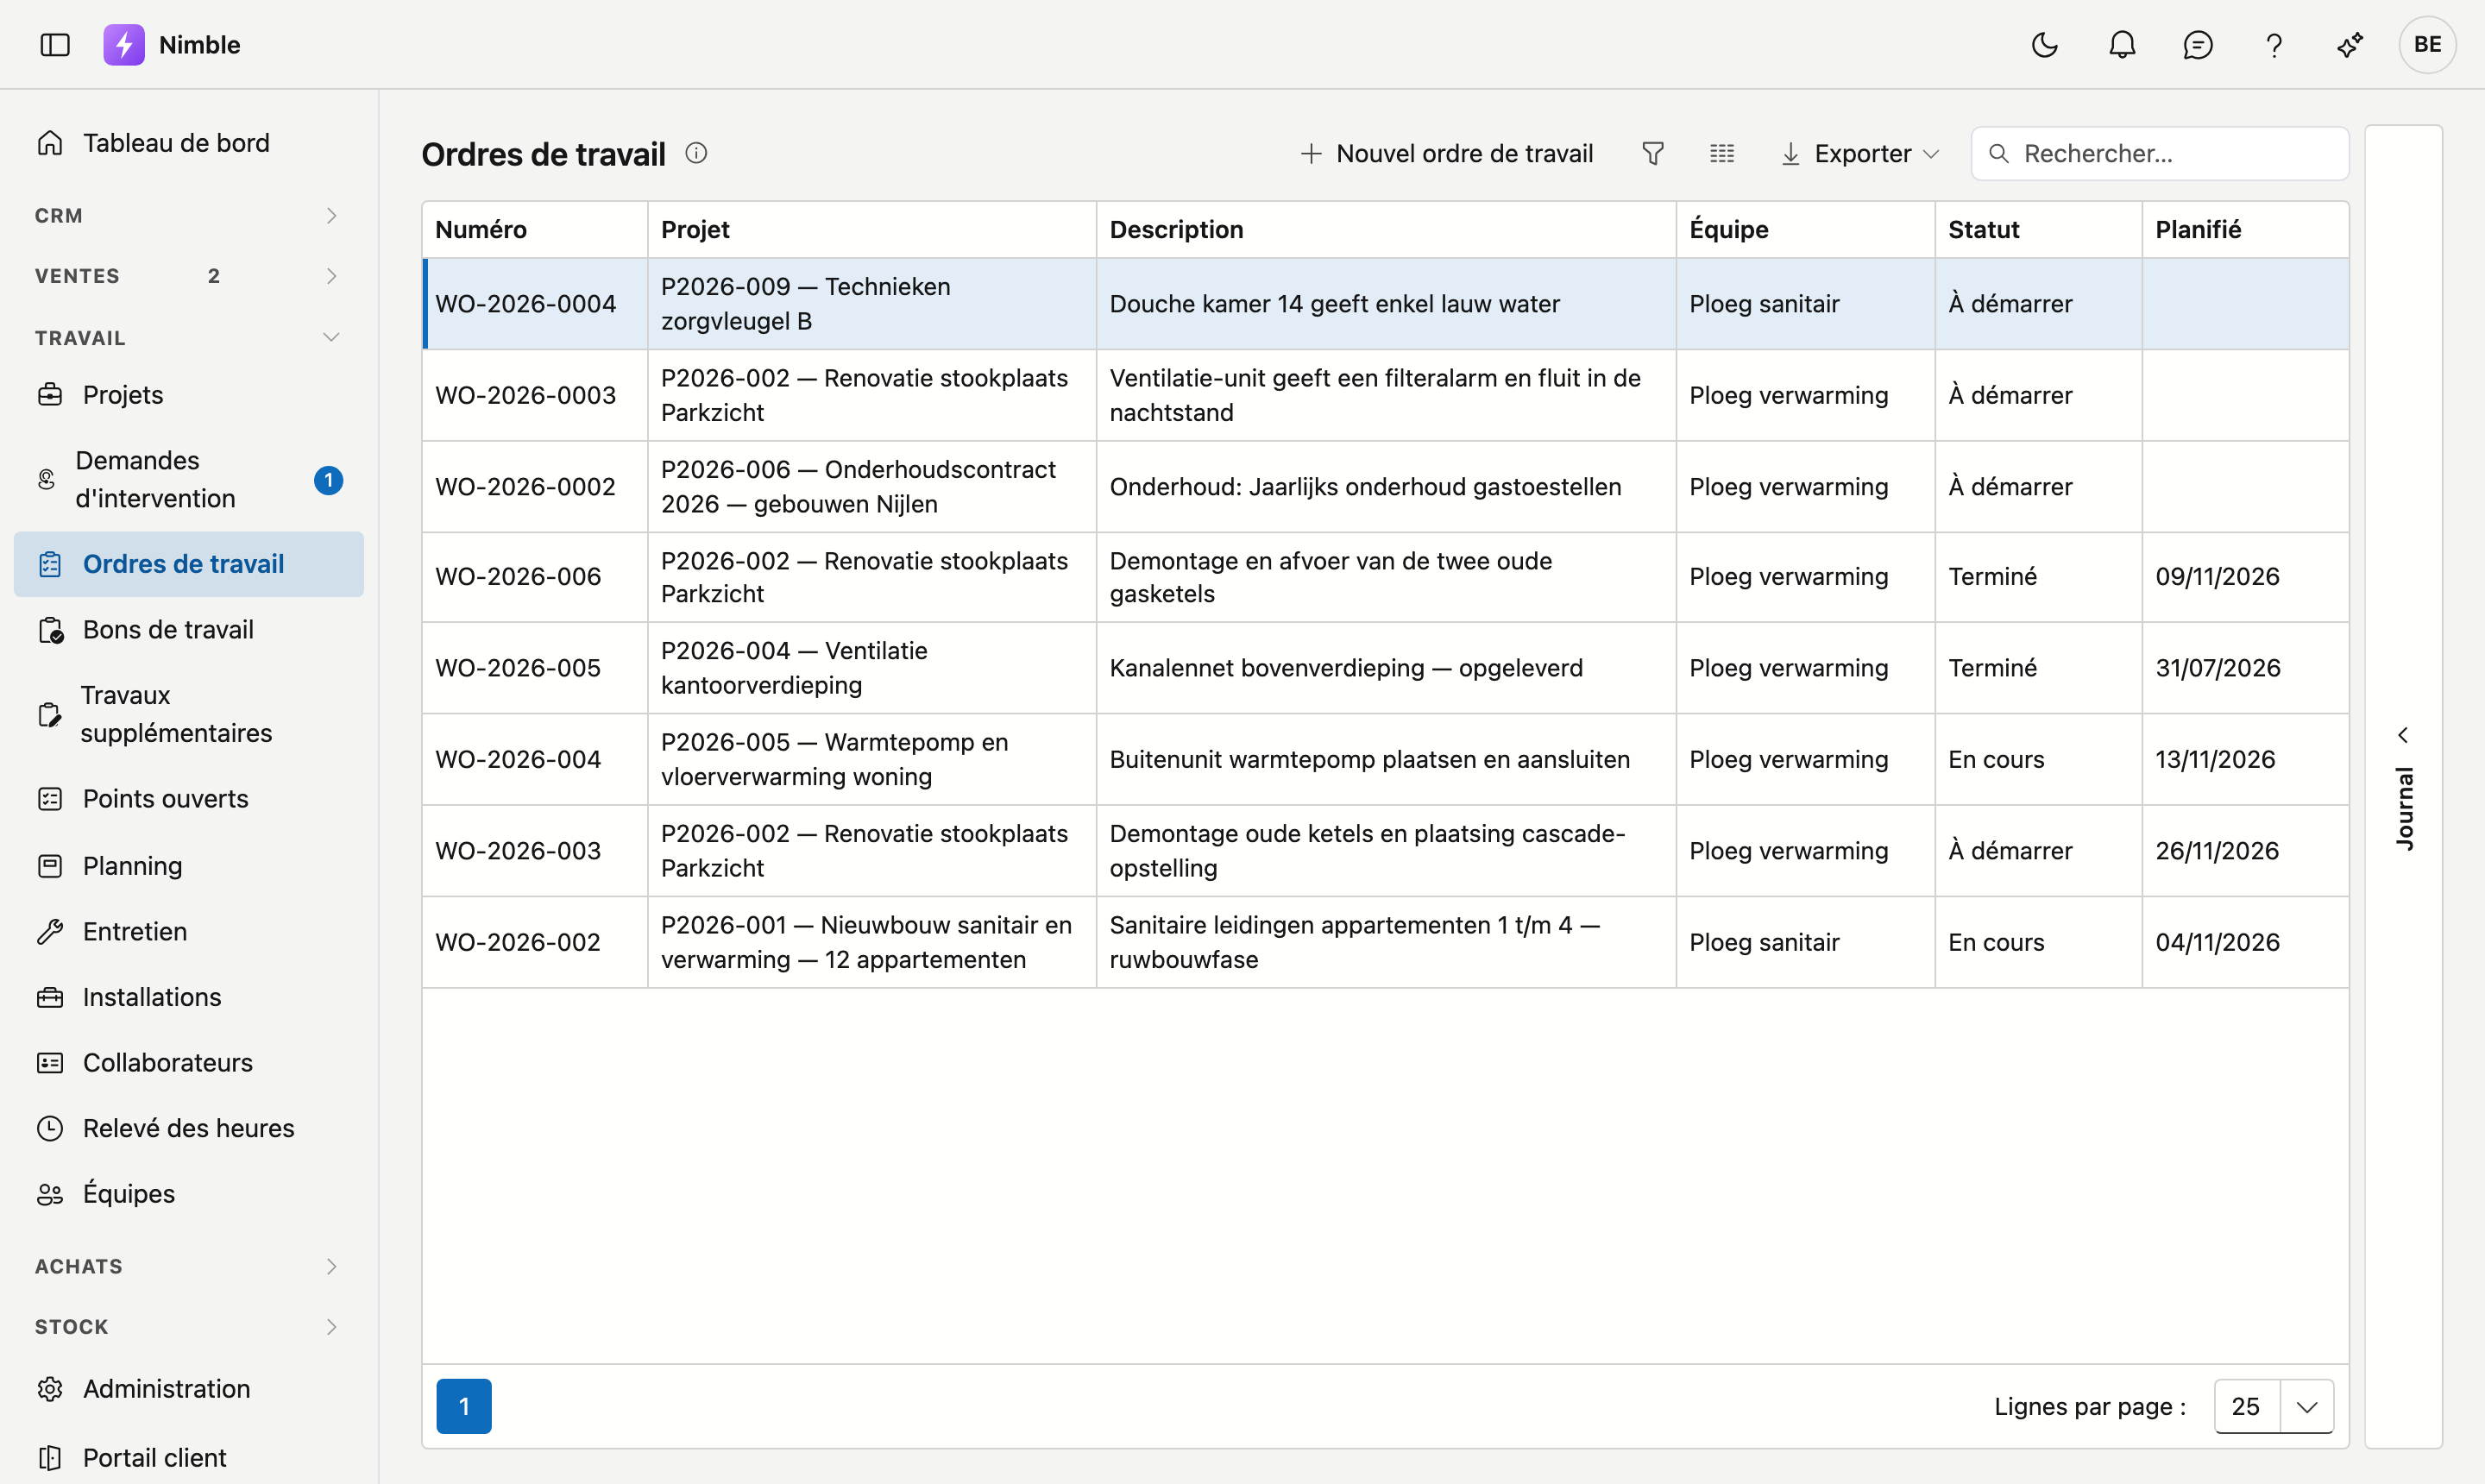 Nimble
BE
Tableau de bord
CRM
VENTES 2
TRAVAIL
Projets
Demandes
d'intervention
1
Ordres de travail
Bons de travail
Travaux
supplémentaires
Points ouverts
Planning
Entretien
Installations
Collaborateurs
Relevé des heures
Équipes
ACHATS
STOCK
Administration
Portail client
Ordres de travail
Nouvel ordre de travail
Exporter
Rechercher...
Numéro Projet Description Équipe Statut Planifié
WO-2026-0004 P2026-009 — Technieken
zorgvleugel B Douche kamer 14 geeft enkel lauw water Ploeg sanitair À démarrer
WO-2026-0003 P2026-002 — Renovatie stookplaats
Parkzicht Ventilatie-unit geeft een filteralarm en fluit in de
nachtstand Ploeg verwarming À démarrer
WO-2026-0002 P2026-006 — Onderhoudscontract
2026 — gebouwen Nijlen Onderhoud: Jaarlijks onderhoud gastoestellen Ploeg verwarming À démarrer
WO-2026-006 P2026-002 — Renovatie stookplaats
Parkzicht Demontage en afvoer van de twee oude
gasketels Ploeg verwarming Terminé 09/11/2026
WO-2026-005 P2026-004 — Ventilatie
kantoorverdieping Kanalennet bovenverdieping — opgeleverd Ploeg verwarming Terminé 31/07/2026
WO-2026-004 P2026-005 — Warmtepomp en
vloerverwarming woning Buitenunit warmtepomp plaatsen en aansluiten Ploeg verwarming En cours 13/11/2026
WO-2026-003 P2026-002 — Renovatie stookplaats
Parkzicht Demontage oude ketels en plaatsing cascade-
opstelling Ploeg verwarming À démarrer 26/11/2026
WO-2026-002 P2026-001 — Nieuwbouw sanitair en
verwarming — 12 appartementen Sanitaire leidingen appartementen 1 t/m 4 —
ruwbouwfase Ploeg sanitair En cours 04/11/2026
1
Lignes par page : 25
Journal